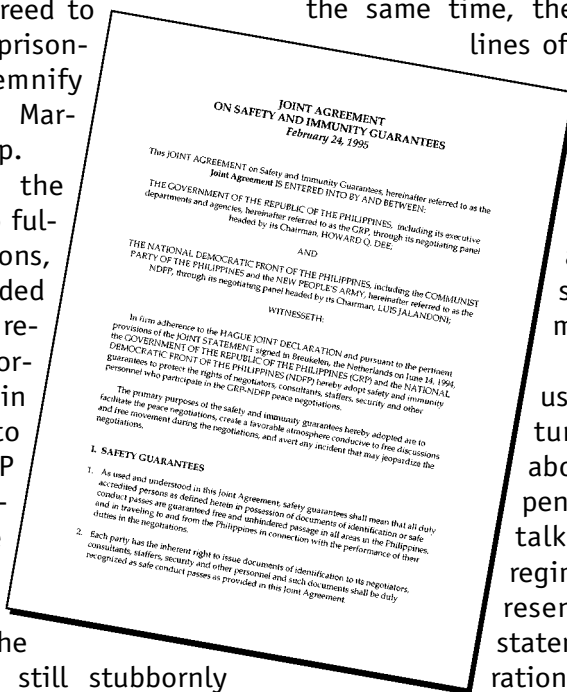 reed to
prison-
emnify
Mar-
p.
the
ful-
ons,
ded
re-
or-
in
to
P
-
he
still stubbornly
the same time, the
lines of
JOINT AGREEMENT
ON SAFETY AND IMMUNITY GUARANTEES
February 24, 1995
This JOINT AGREEMENT on Safety and Immunity Guarantees, hereinafter referred to as the
Joint Agreement IS ENTERED INTO BY AND BETWEEN:
THE GOVERNMENT OF THE REPUBLIC OF THE PHILIPPINES, including its executive
departments and agencies, hereinafter referred to as the GRP, through its negotiating panel
headed by its Chairman, HOWARD Q. DEE,
AND
THE NATIONAL DEMOCRATIC FRONT OF THE PHILIPPINES, including the COMMUNIST
PARTY OF THE PHILIPPINES and the NEW PEOPLE'S ARMY, hereinafter referred to as the
NDFP, through its negotiating panel headed by its Chairman, LUIS JALANDONI;
WITNESSETH:
In firm adherence to the HAGUE JOINT DECLARATION and pursuant to the pertinent
provisions of the JOINT STATEMENT signed in Breukelen, the Netherlands on June 14, 1994,
the GOVERNMENT OF THE REPUBLIC OF THE PHILIPPINES (GRP) and the NATIONAL
DEMOCRATIC FRONT OF THE PHILIPPINES (NDFP) hereby adopt safety and immunity
guarantees to protect the rights of negotiators, consultants, staffers, security and other
personnel who participate in the GRP-NDFP peace negotiations.
The primary purposes of the safety and immunity guarantees hereby adopted are to
facilitate the peace negotiations, create a favorable atmosphere conducive to free discussions
and free movement during the negotiations, and avert any incident that may jeopardize the
negotiations.
I. SAFETY GUARANTEES
1. As used and understood in this Joint Agreement, safety guarantees shall mean that all duly
accredited persons as defined herein in possession of documents of identification or safe
conduct passes are guaranteed free and unhindered passage in all areas in the Philippines,
and in traveling to and from the Philippines in connection with the performance of their
duties in the negotiations.
2. Each party has the inherent right to issue documents of identification to its negotiators,
consultants, staffers, security and other personnel and such documents shall be duly
recognized as safe conduct passes as provided in this Joint Agreement.
s
m
us
tur
abo
pen
talk
regin
resen
staten
ration